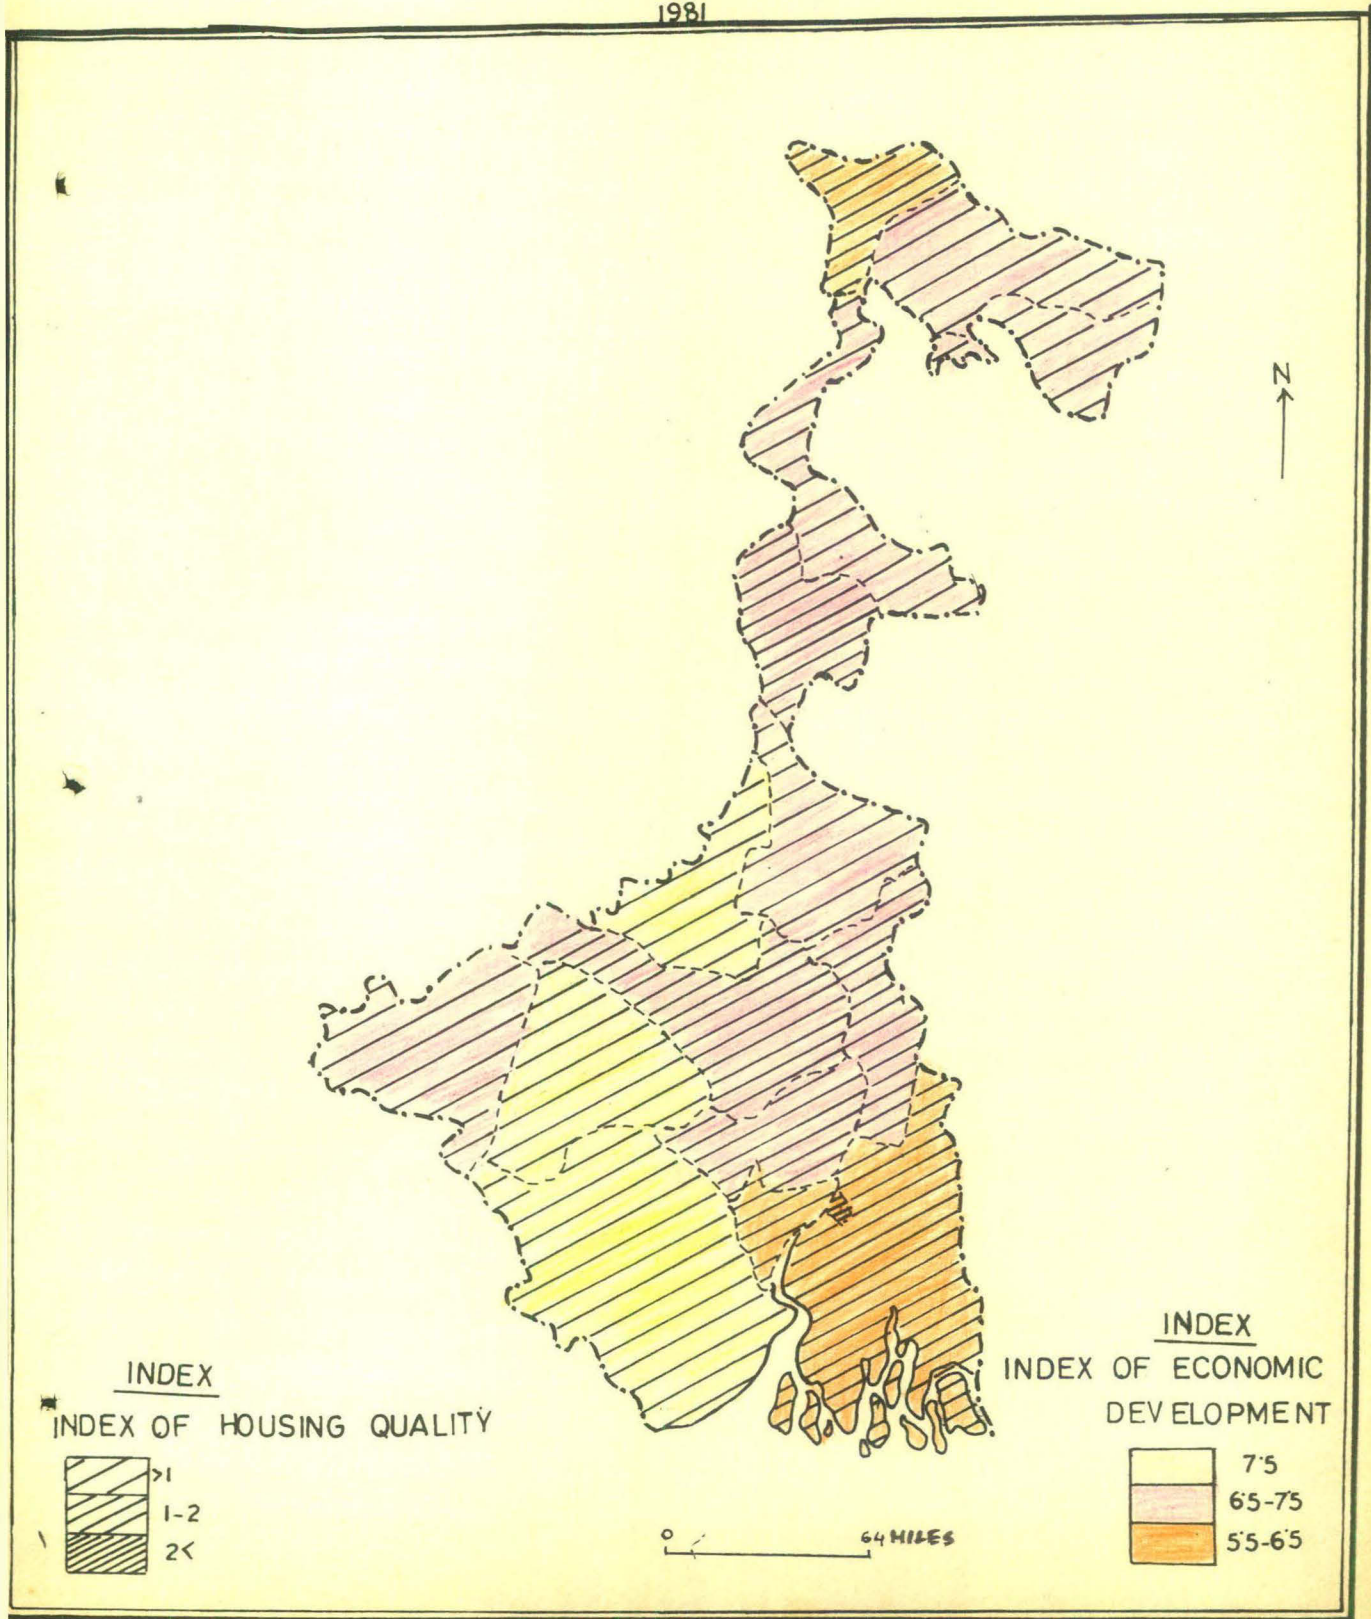 1981
N
INDEX
INDEX OF HOUSING QUALITY
>1
1-2
2<
0 64 MILES
INDEX
INDEX OF ECONOMIC
DEVELOPMENT
7.5
6.5-7.5
5.5-6.5